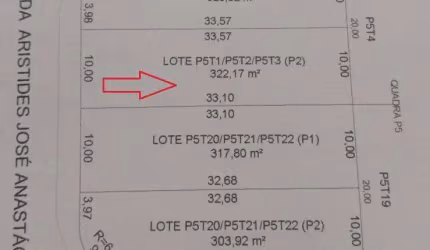 3,98
33,57
33,57
20,00
P5T4
10,00
LOTE P5T1/P5T2/P5T3 (P2)
322,17 m²
10,00
33,10
33,10
QUADRA P5
10,00
LOTE P5T20/P5T21/P5T22 (P1)
317,80 m²
10,00
32,68
32,68
20,00
P5T19
3,97
LOTE P5T20/P5T21/P5T22 (P2)
303,92 m²
10,00
DA ARISTIDES JOSÉ